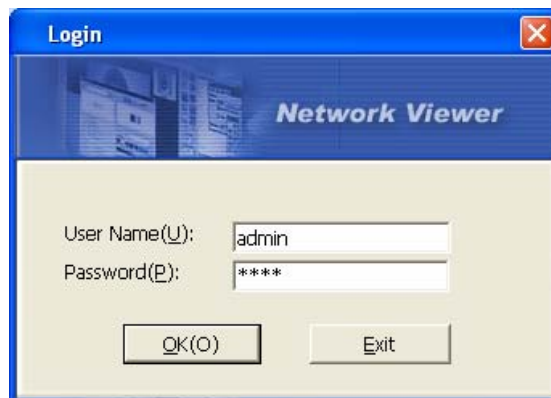 Login
Network Viewer
User Name(U):
admin
Password(P):
****
OK(O)
Exit